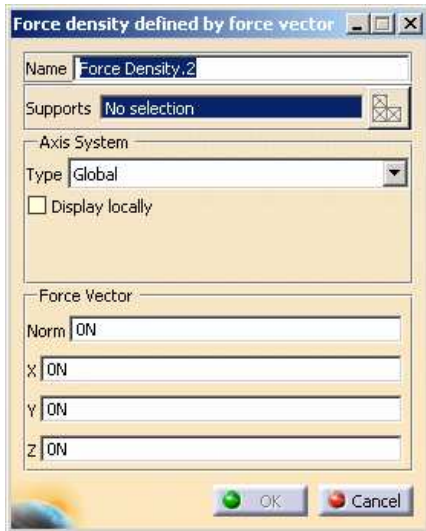 Force density defined by force vector
Name Force Density.2
Supports No selection
Axis System
Type Global
Display locally
Force Vector
Norm 0N
X 0N
Y 0N
Z 0N
OK Cancel